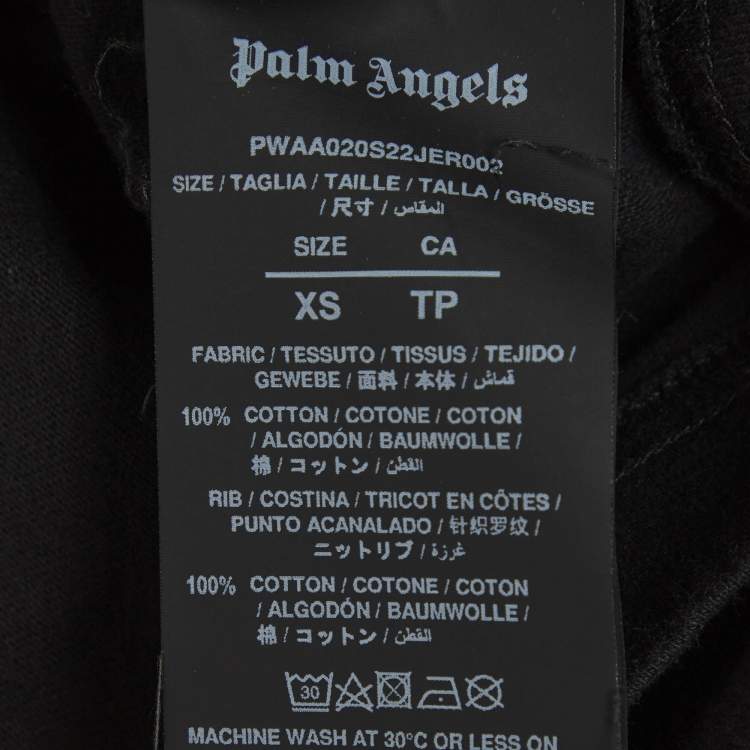 Palm Angels
PWAA020S22JER002
SIZE / TAGLIA / TAILLE / TALLA / GRÖSSE
/ 尺寸 / المقاس
SIZE CA
XS TP
FABRIC / TESSUTO / TISSUS / TEJIDO /
GEWEBE / 面料 / 本体 / قماش
100% COTTON / COTONE / COTON
/ ALGODÓN / BAUMWOLLE /
棉 / コットン / القطن
RIB / COSTINA / TRICOT EN CÔTES /
PUNTO ACANALADO / 针织罗纹 /
ニットリブ / غرزة
100% COTTON / COTONE / COTON
/ ALGODÓN / BAUMWOLLE /
棉 / コットン / القطن
30
MACHINE WASH AT 30°C OR LESS ON